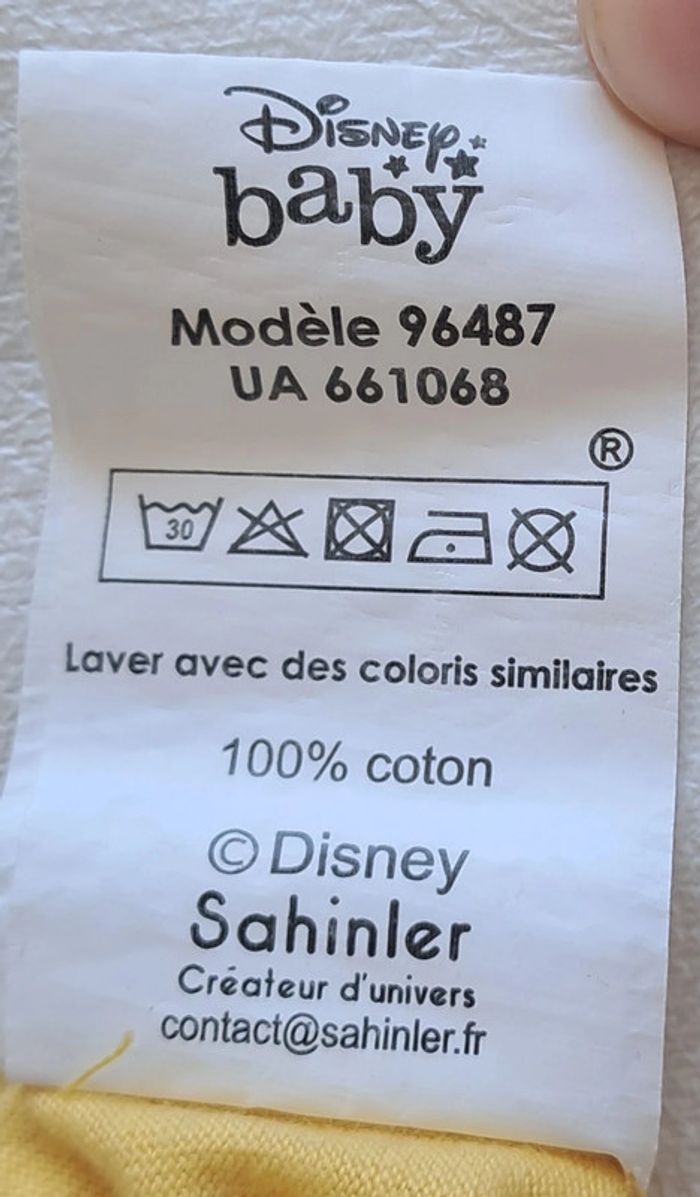 Disney
baby
Modèle 96487
UA 661068
®
30
Laver avec des coloris similaires
100% coton
© Disney
Sahinler
Créateur d'univers
contact@sahinler.fr